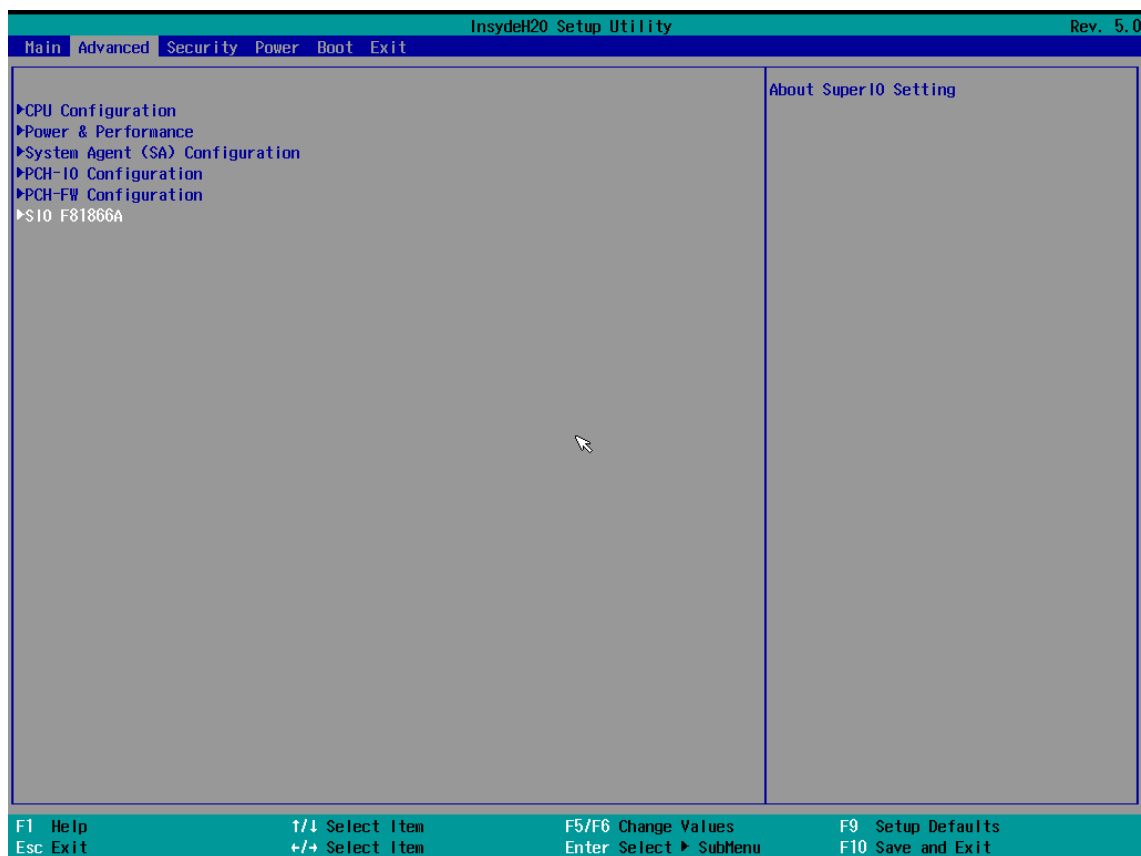 InsydeH20 Setup Utility Rev. 5.0
Main Advanced Security Power Boot Exit
About SuperIO Setting
▶CPU Configuration
▶Power & Performance
▶System Agent (SA) Configuration
▶PCH-IO Configuration
▶PCH-FW Configuration
▶SIO F81866A
F1 Help ↑/↓ Select Item F5/F6 Change Values F9 Setup Defaults
Esc Exit ←/→ Select Item Enter Select ▶ SubMenu F10 Save and Exit